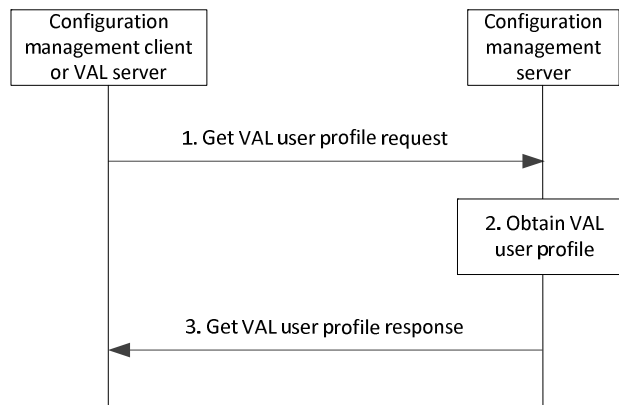 Configuration
management client
or VAL server
Configuration
management
server
1. Get VAL user profile request
2. Obtain VAL
user profile
3. Get VAL user profile response